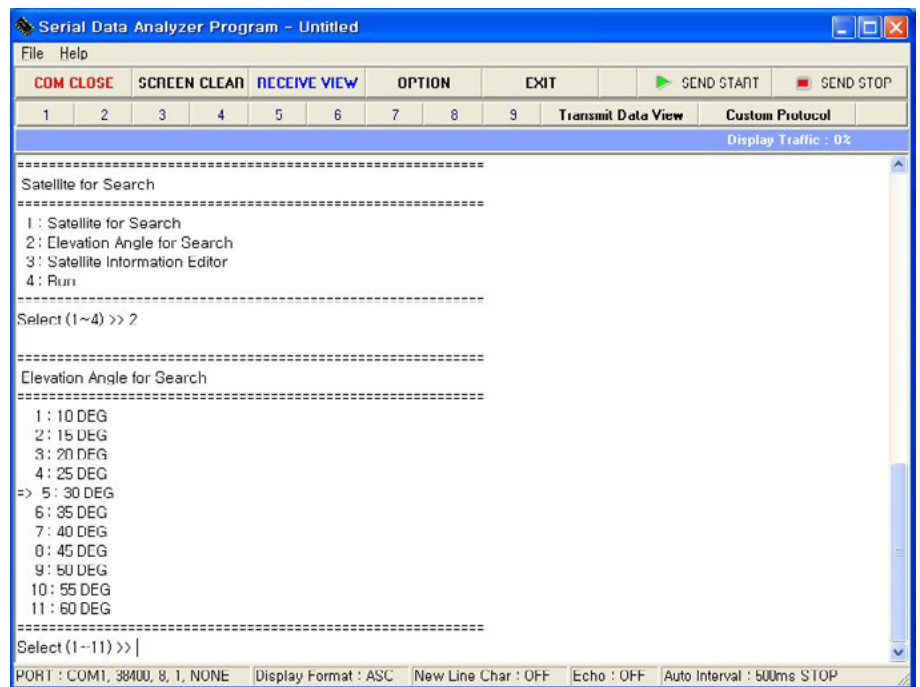 Serial Data Analyzer Program - Untitled
File Help
COM CLOSE SCREEN CLEAR RECEIVE VIEW OPTION EXIT SEND START SEND STOP
1 2 3 4 5 6 7 8 9 Transmit Data View Custom Protocol
Display Traffic : 0%
============================================================
Satellite for Search
============================================================
1 : Satellite for Search
2 : Elevation Angle for Search
3 : Satellite Information Editor
4 : Run
------------------------------------------------------------
Select (1~4) >> 2
============================================================
Elevation Angle for Search
============================================================
1 : 10 DEG
2 : 15 DEG
3 : 20 DEG
4 : 25 DEG
=> 5 : 30 DEG
6 : 35 DEG
7 : 40 DEG
8 : 45 DEG
9 : 50 DEG
10 : 55 DEG
11 : 60 DEG
============================================================
Select (1~11) >>
PORT : COM1, 38400, 8, 1, NONE Display Format : ASC New Line Char : OFF Echo : OFF Auto Interval : 500ms STOP